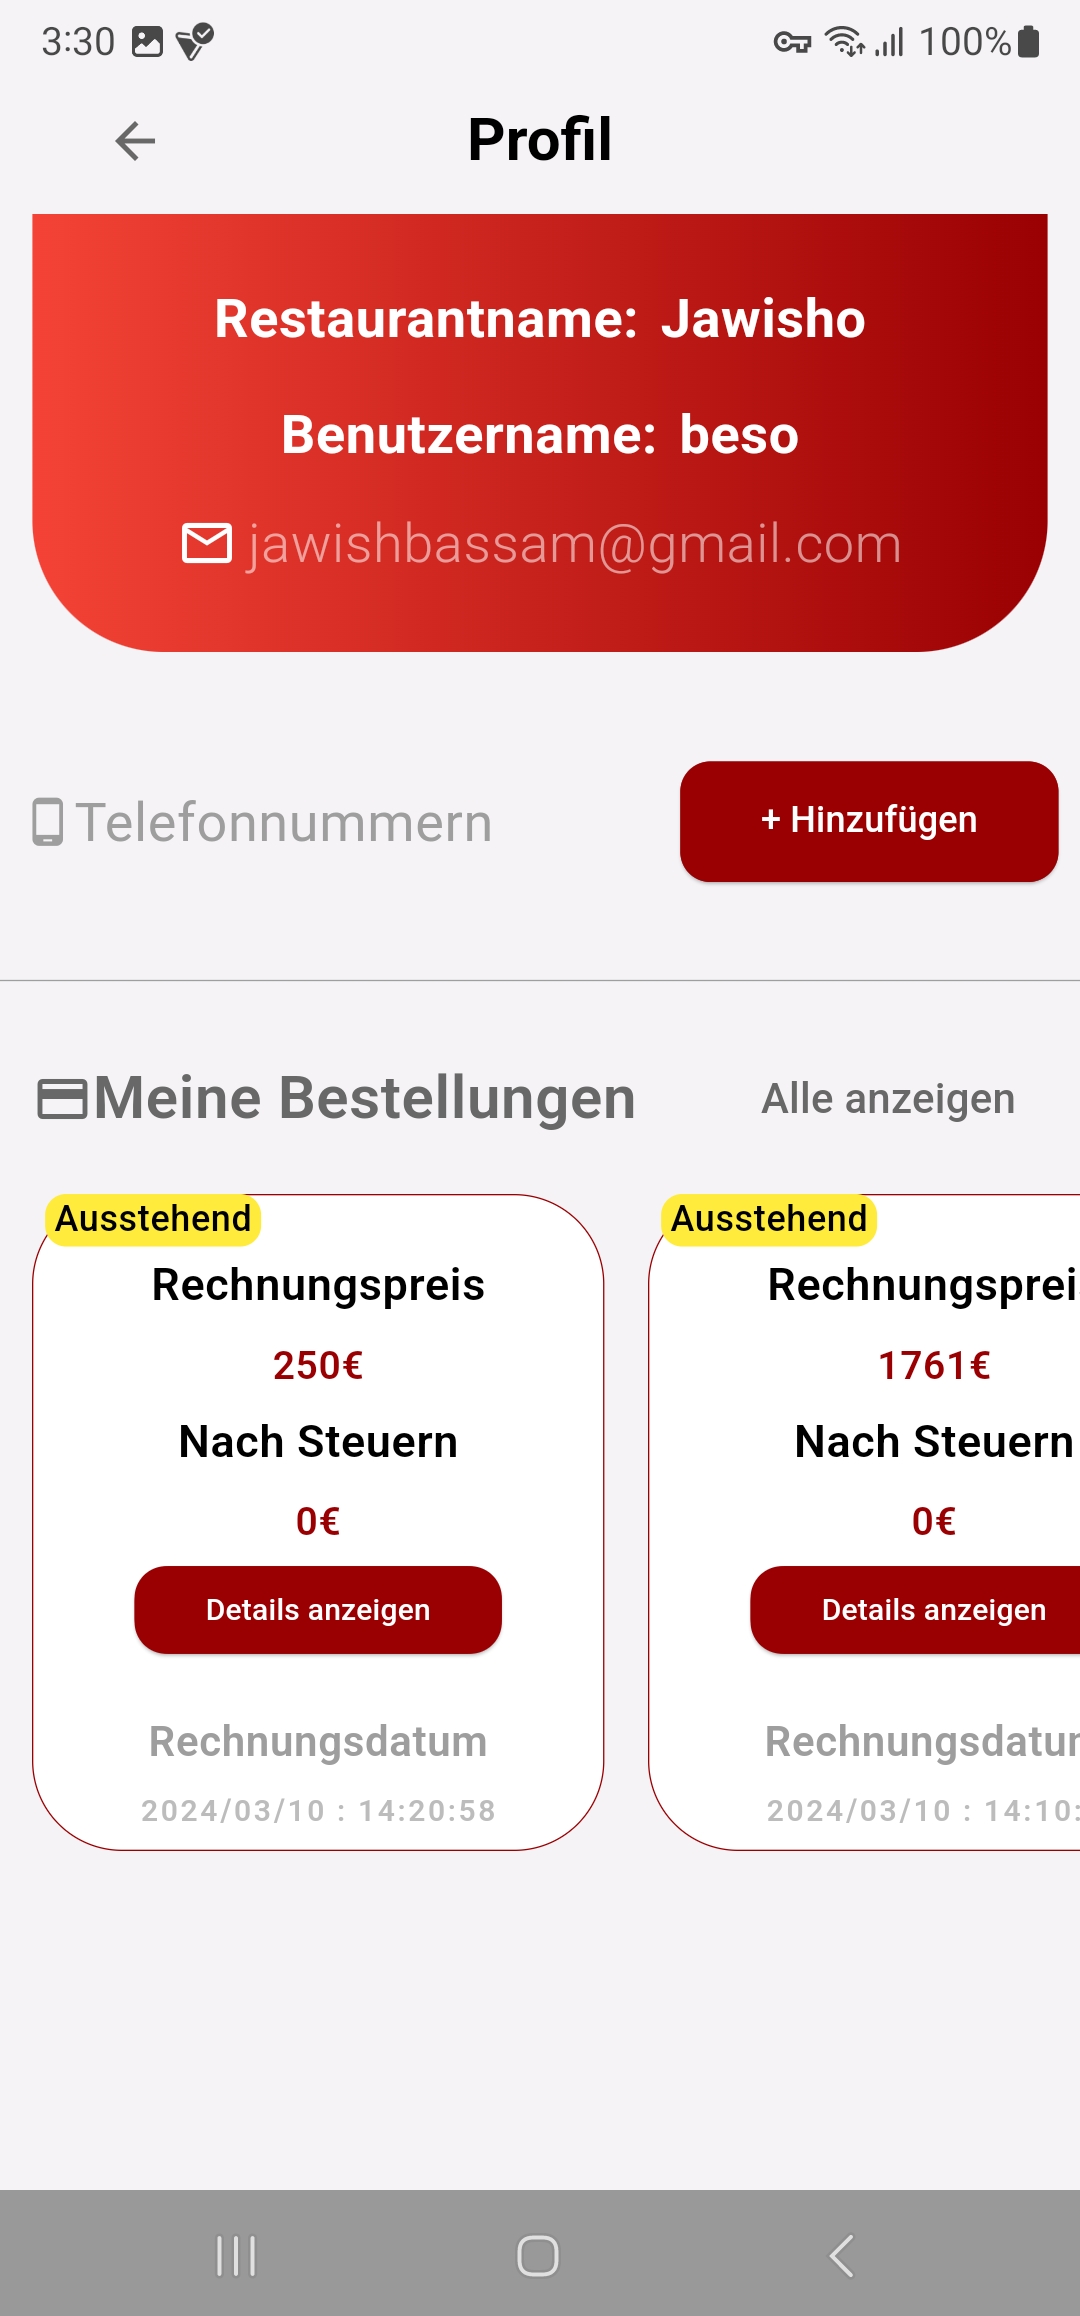 3:30 100%
Profil
Restaurantname: Jawisho
Benutzername: beso
jawishbassam@gmail.com
Telefonnummern
+ Hinzufügen
Meine Bestellungen
Alle anzeigen
Ausstehend
Rechnungspreis
250€
Nach Steuern
0€
Details anzeigen
Rechnungsdatum
2024/03/10 : 14:20:58
Ausstehend
Rechnungsprei
1761€
Nach Steuern
0€
Details anzeigen
Rechnungsdatu
2024/03/10 : 14:10: